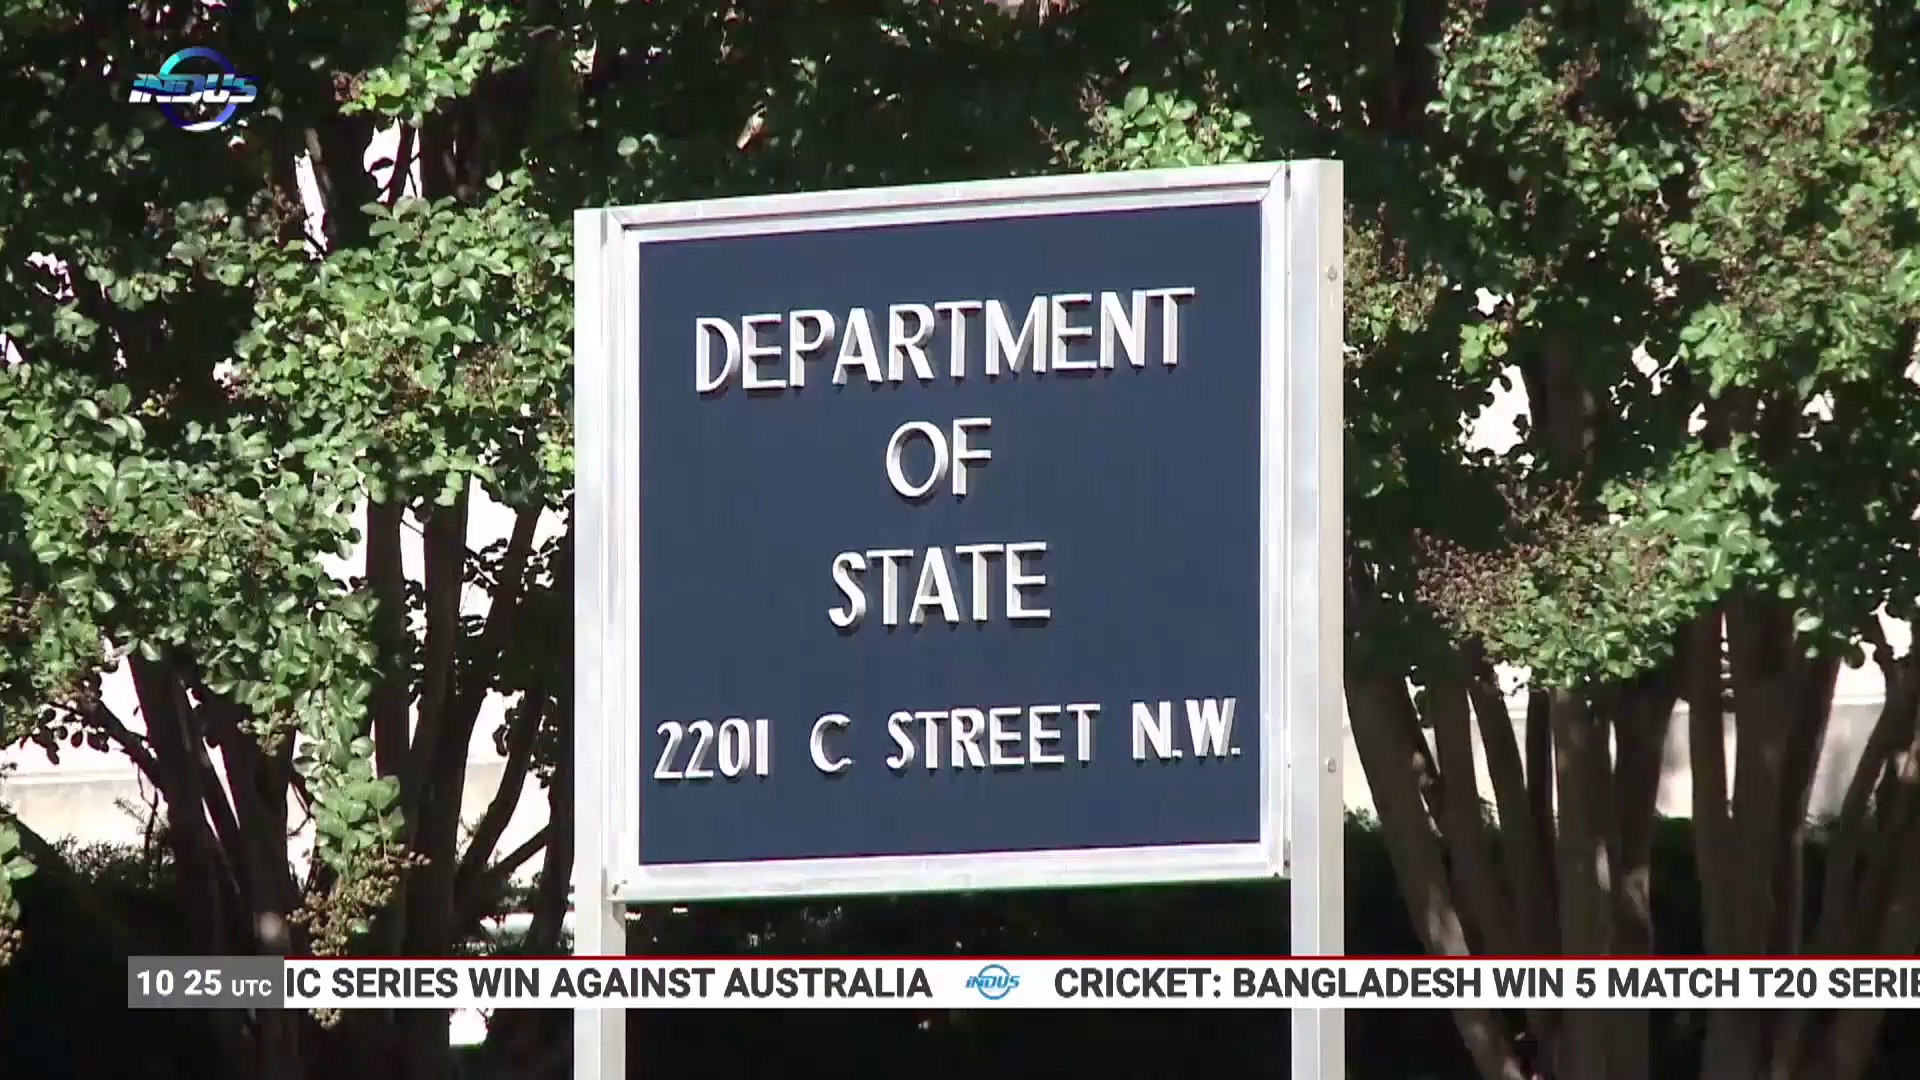 INDUS
DEPARTMENT
OF
STATE
2201 C STREET N.W.
10 25 UTC
IC SERIES WIN AGAINST AUSTRALIA INDUS CRICKET: BANGLADESH WIN 5 MATCH T20 SERIE